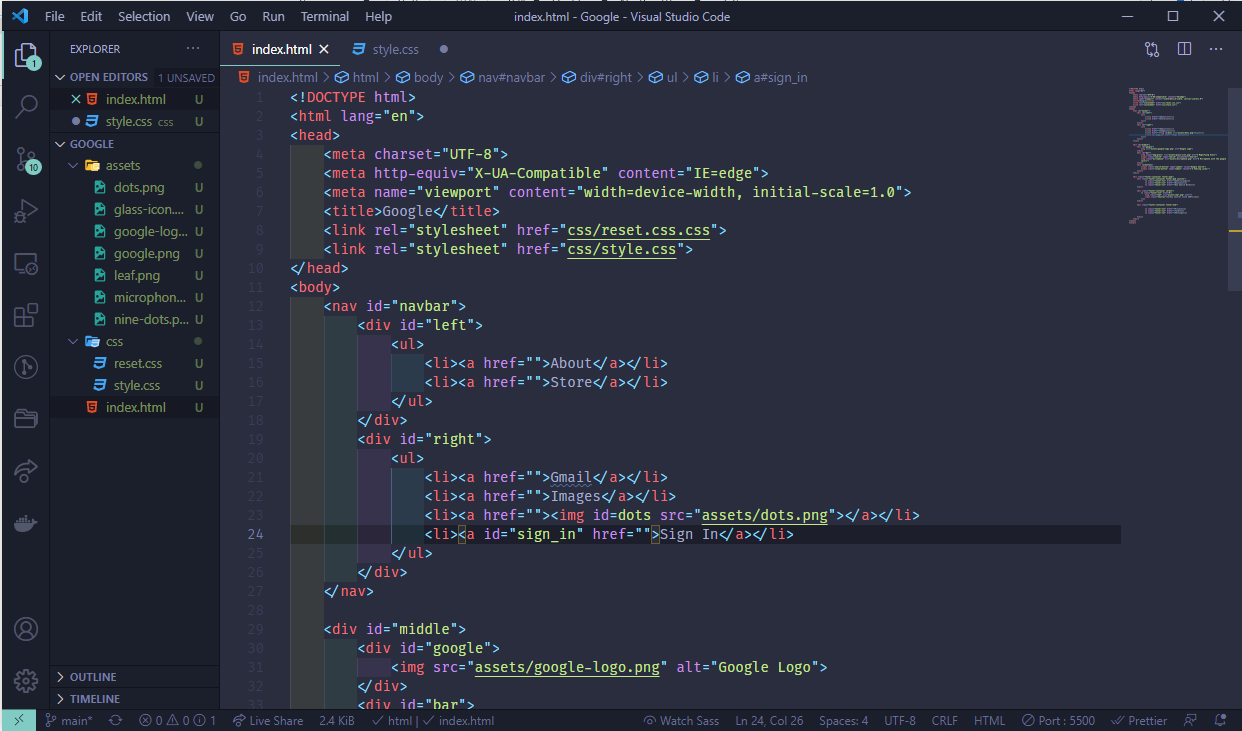 File Edit Selection View Go Run Terminal Help index.html - Google - Visual Studio Code
EXPLORER ...
OPEN EDITORS 1 UNSAVED
index.html U
style.css css U
GOOGLE
assets
dots.png U
glass-icon.... U
google-log... U
google.png U
leaf.png U
microphon... U
nine-dots.p... U
css
reset.css U
style.css U
index.html U
OUTLINE
TIMELINE
1
10
index.html style.css
index.html > html > body > nav#navbar > div#right > ul > li > a#sign_in
1 <!DOCTYPE html>
2 <html lang="en">
3 <head>
4 <meta charset="UTF-8">
5 <meta http-equiv="X-UA-Compatible" content="IE=edge">
6 <meta name="viewport" content="width=device-width, initial-scale=1.0">
7 <title>Google</title>
8 <link rel="stylesheet" href="css/reset.css.css">
9 <link rel="stylesheet" href="css/style.css">
10 </head>
11 <body>
12 <nav id="navbar">
13 <div id="left">
14 <ul>
15 <li><a href="">About</a></li>
16 <li><a href="">Store</a></li>
17 </ul>
18 </div>
19 <div id="right">
20 <ul>
21 <li><a href="">Gmail</a></li>
22 <li><a href="">Images</a></li>
23 <li><a href=""><img id=dots src="assets/dots.png"></a></li>
24 <li><a id="sign_in" href="">Sign In</a></li>
25 </ul>
26 </div>
27 </nav>
28
29 <div id="middle">
30 <div id="google">
31 <img src="assets/google-logo.png" alt="Google Logo">
32 </div>
33 <div id="bar">
main* 0 0 1 Live Share 2.4 KiB html | index.html Watch Sass Ln 24, Col 26 Spaces: 4 UTF-8 CRLF HTML Port : 5500 Prettier